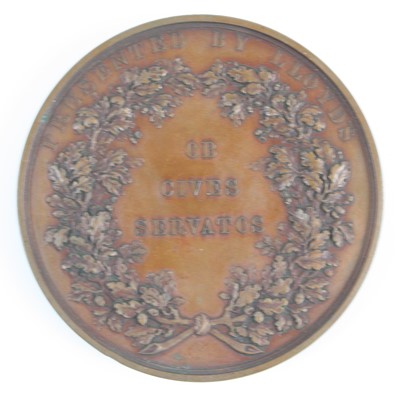 PRESENTED BY LLOYDS
OB
CIVES
SERVATOS